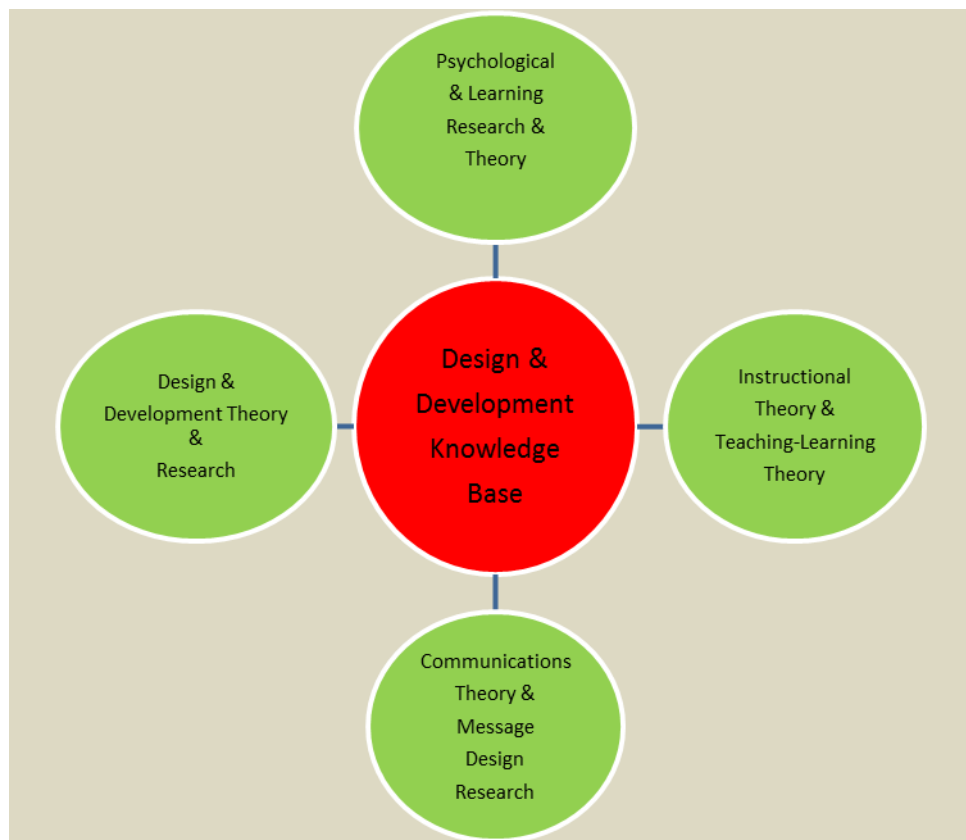 Psychological
& Learning
Research &
Theory
Design &
Development Theory
&
Research
Design &
Development
Knowledge
Base
Instructional
Theory &
Teaching-Learning
Theory
Communications
Theory &
Message
Design
Research